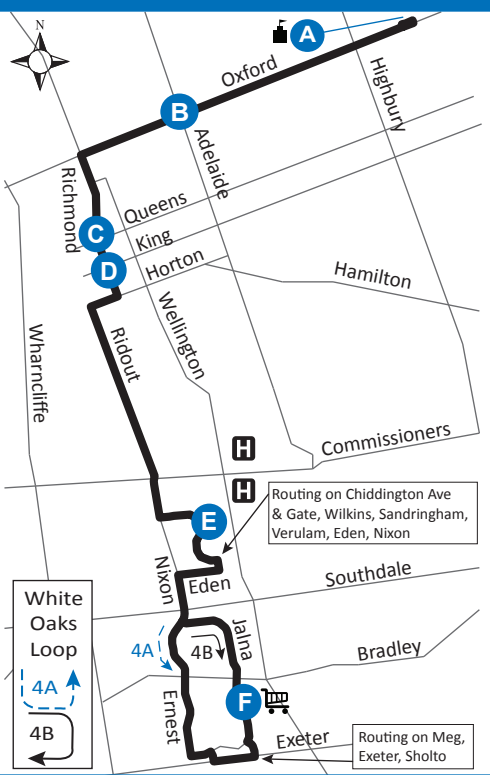 A
Oxford
Highbury
B
Adelaide
Richmond
Queens
C
King
D
Horton
Hamilton
Wellington
Ridout
Wharncliffe
H
Commissioners
H
Routing on Chiddington Ave
& Gate, Wilkins, Sandringham,
Verulam, Eden, Nixon
E
Nixon
Eden
Southdale
White
Oaks
Loop
4A
4B
4A
4B
Jalna
Bradley
Ernest
F
Exeter
Routing on Meg,
Exeter, Sholto